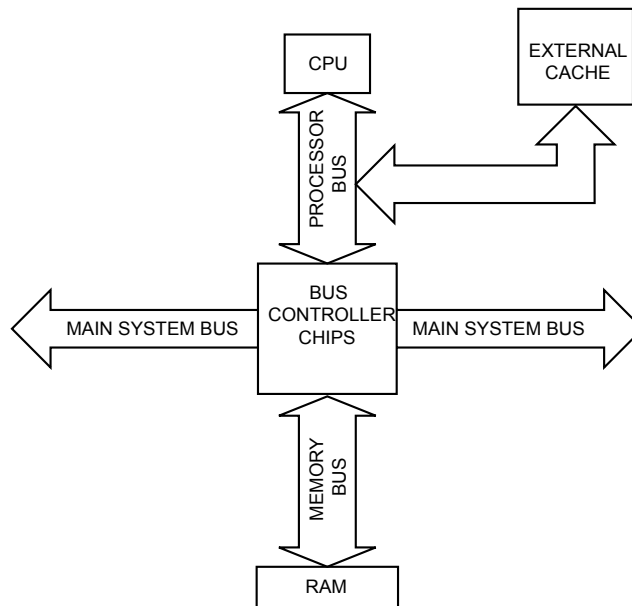 CPU
EXTERNAL
CACHE
PROCESSOR
BUS
BUS
CONTROLLER
CHIPS
MAIN SYSTEM BUS
MAIN SYSTEM BUS
MEMORY
BUS
RAM